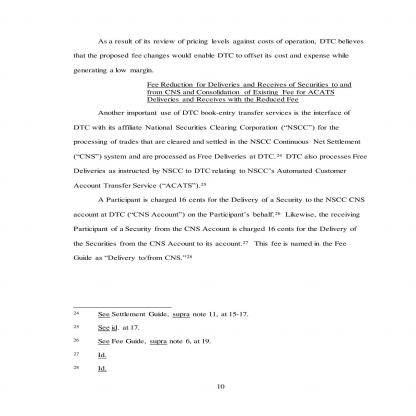 As a result of its review of pricing levels against costs of operation, DTC believes
that the proposed fee changes would enable DTC to offset its cost and expense while
generating a low margin.
Fee Reduction for Deliveries and Receives of Securities to and
from CNS and Consolidation of Existing Fee for ACATS
Deliveries and Receives with the Reduced Fee
Another important use of DTC book-entry transfer services is the interface of
DTC with its affiliate National Securities Clearing Corporation (“NSCC”) for the
processing of trades that are cleared and settled in the NSCC Continuous Net Settlement
(“CNS”) system and are processed as Free Deliveries at DTC.24 DTC also processes Free
Deliveries as instructed by NSCC to DTC relating to NSCC’s Automated Customer
Account Transfer Service (“ACATS”).25
A Participant is charged 16 cents for the Delivery of a Security to the NSCC CNS
account at DTC (“CNS Account”) on the Participant’s behalf.26 Likewise, the receiving
Participant of a Security from the CNS Account is charged 16 cents for the Delivery of
the Securities from the CNS Account to its account.27 This fee is named in the Fee
Guide as “Delivery to/from CNS.”28
24 See Settlement Guide, supra note 11, at 15-17.
25 See id. at 17.
26 See Fee Guide, supra note 6, at 19.
27 Id.
28 Id.
10